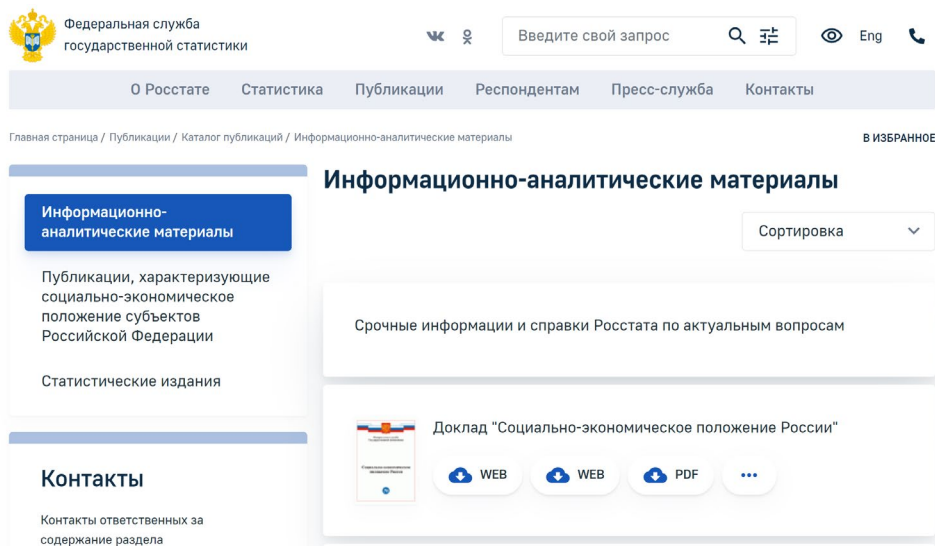 Федеральная служба
государственной статистики
Введите свой запрос
Eng
О Росстате Статистика Публикации Респондентам Пресс-служба Контакты
Главная страница / Публикации / Каталог публикаций / Информационно-аналитические материалы
В ИЗБРАННОЕ
Информационно-
аналитические материалы
Публикации, характеризующие
социально-экономическое
положение субъектов
Российской Федерации
Статистические издания
Контакты
Контакты ответственных за
содержание раздела
Информационно-аналитические материалы
Сортировка
Срочные информации и справки Росстата по актуальным вопросам
Доклад "Социально-экономическое положение России"
WEB WEB PDF